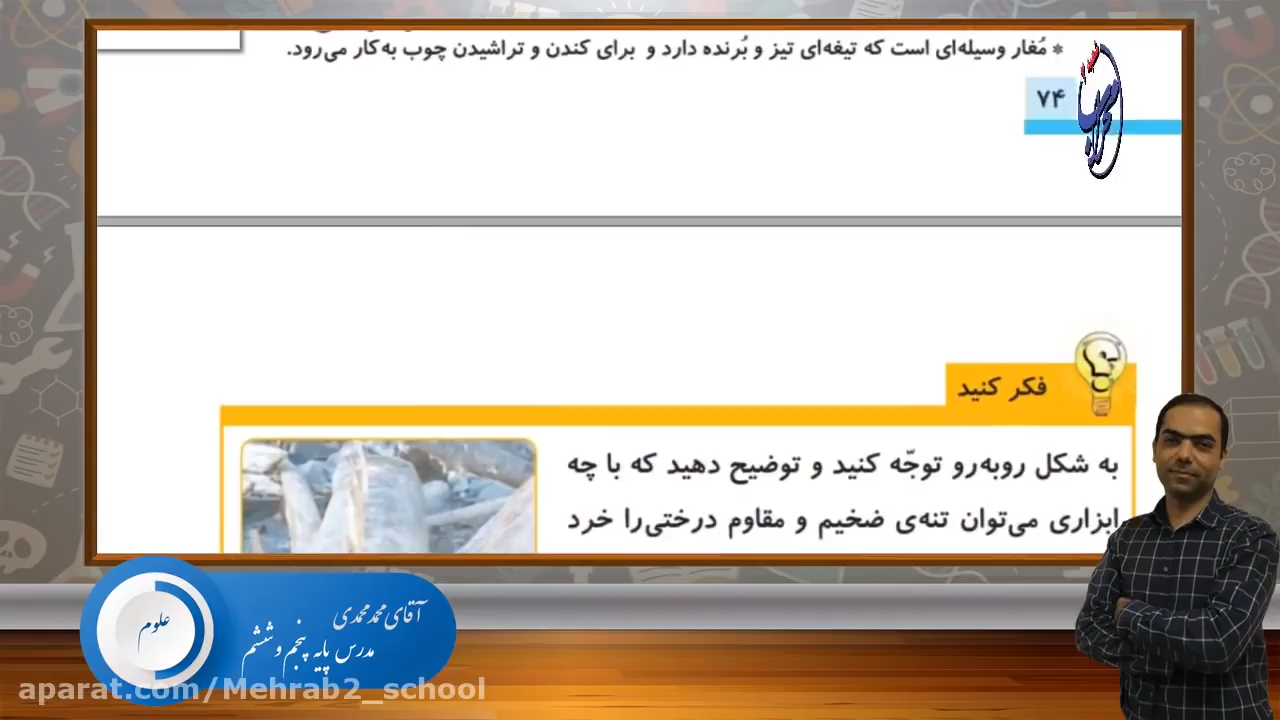 * مُغار وسیله‌ای است که تیغه‌ای تیز و بُرنده دارد و برای کندن و تراشیدن چوب به‌کار می‌رود.
۷۴
محراب
فکر کنید
به شکل روبه‌رو توجّه کنید و توضیح دهید که با چه
ابزاری می‌توان تنه‌ی ضخیم و مقاوم درختی‌را خرد
علوم
آقای محمدمحمدی
مدرس پایه پنجم و ششم
aparat.com/Mehrab2_school